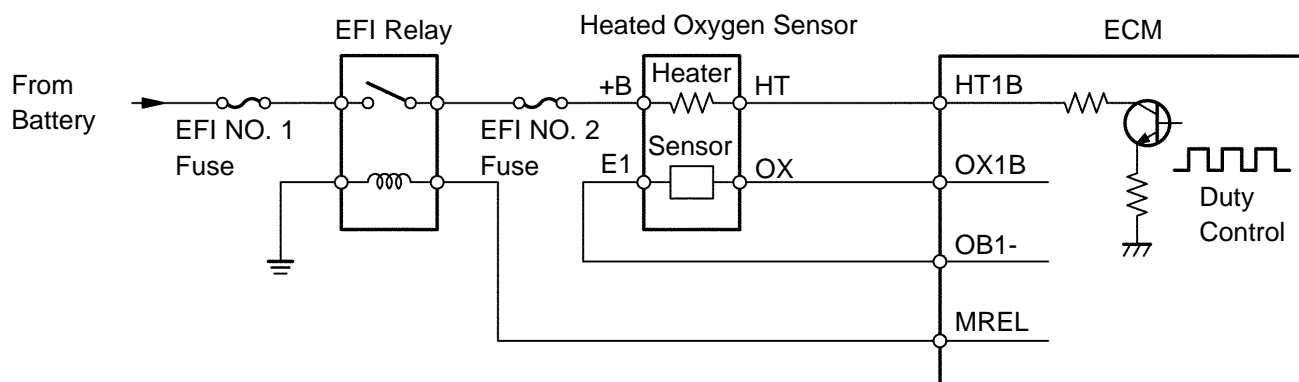 EFI Relay
Heated Oxygen Sensor
ECM
From
Battery
EFI NO. 1
Fuse
EFI NO. 2
Fuse
+B
Heater
HT
HT1B
Sensor
E1
OX
OX1B
Duty
Control
OB1-
MREL